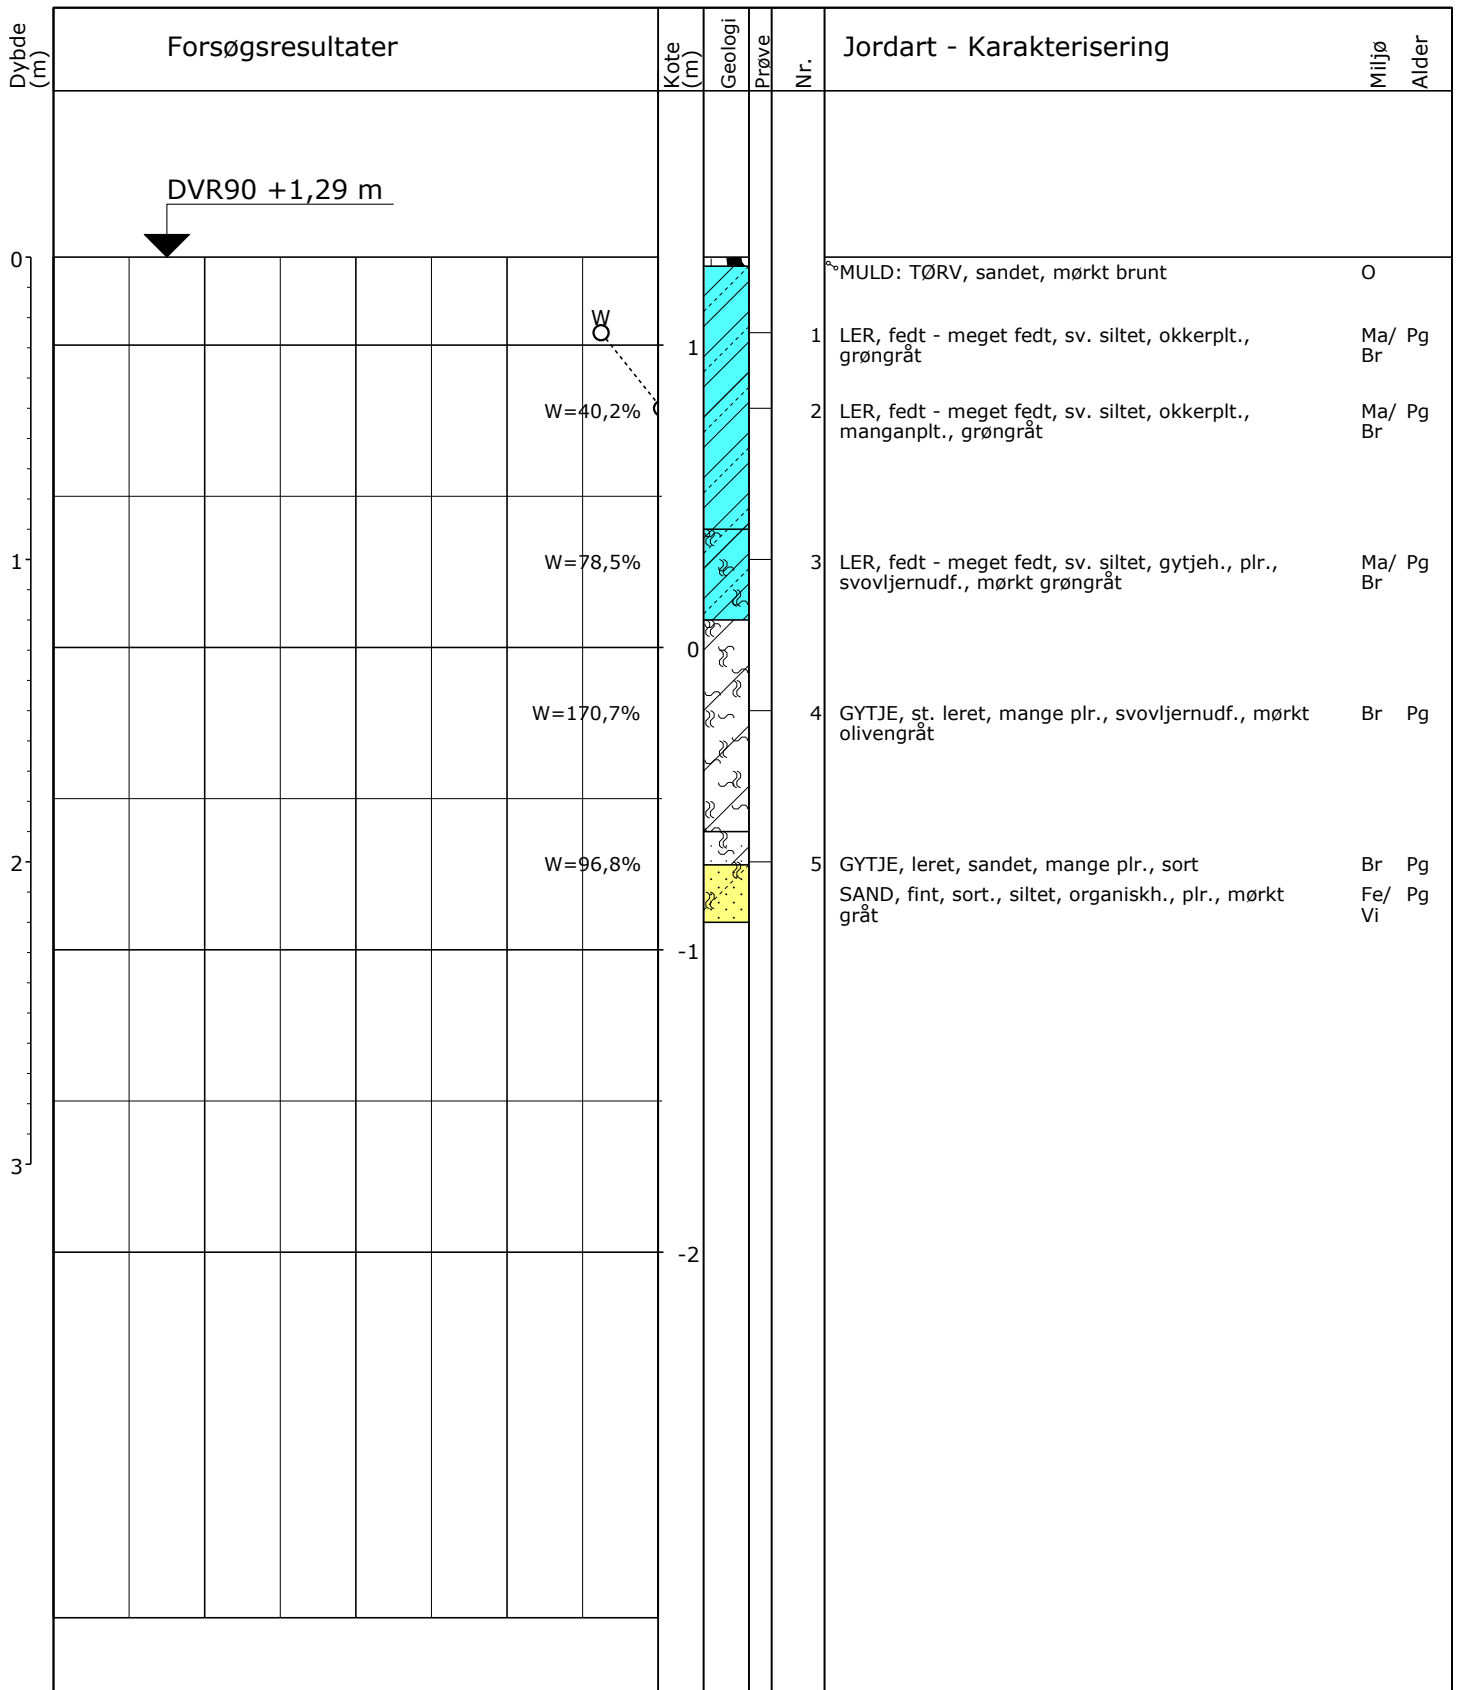 Dybde (m)
Forsøgsresultater
Kote (m)
Geologi
Prøve
Nr.
Jordart - Karakterisering
Miljø
Alder
DVR90 +1,29 m
0
MULD: TØRV, sandet, mørkt brunt O
W
1
1 LER, fedt - meget fedt, sv. siltet, okkerplt., Ma/ Pg
grøngråt Br
W=40,2%
2 LER, fedt - meget fedt, sv. siltet, okkerplt., Ma/ Pg
manganplt., grøngråt Br
1
W=78,5%
3 LER, fedt - meget fedt, sv. siltet, gytjeh., plr., Ma/ Pg
svovljernudf., mørkt grøngråt Br
0
W=170,7%
4 GYTJE, st. leret, mange plr., svovljernudf., mørkt Br Pg
olivengråt
2
W=96,8%
5 GYTJE, leret, sandet, mange plr., sort Br Pg
SAND, fint, sort., siltet, organiskh., plr., mørkt Fe/ Pg
gråt Vi
-1
3
-2